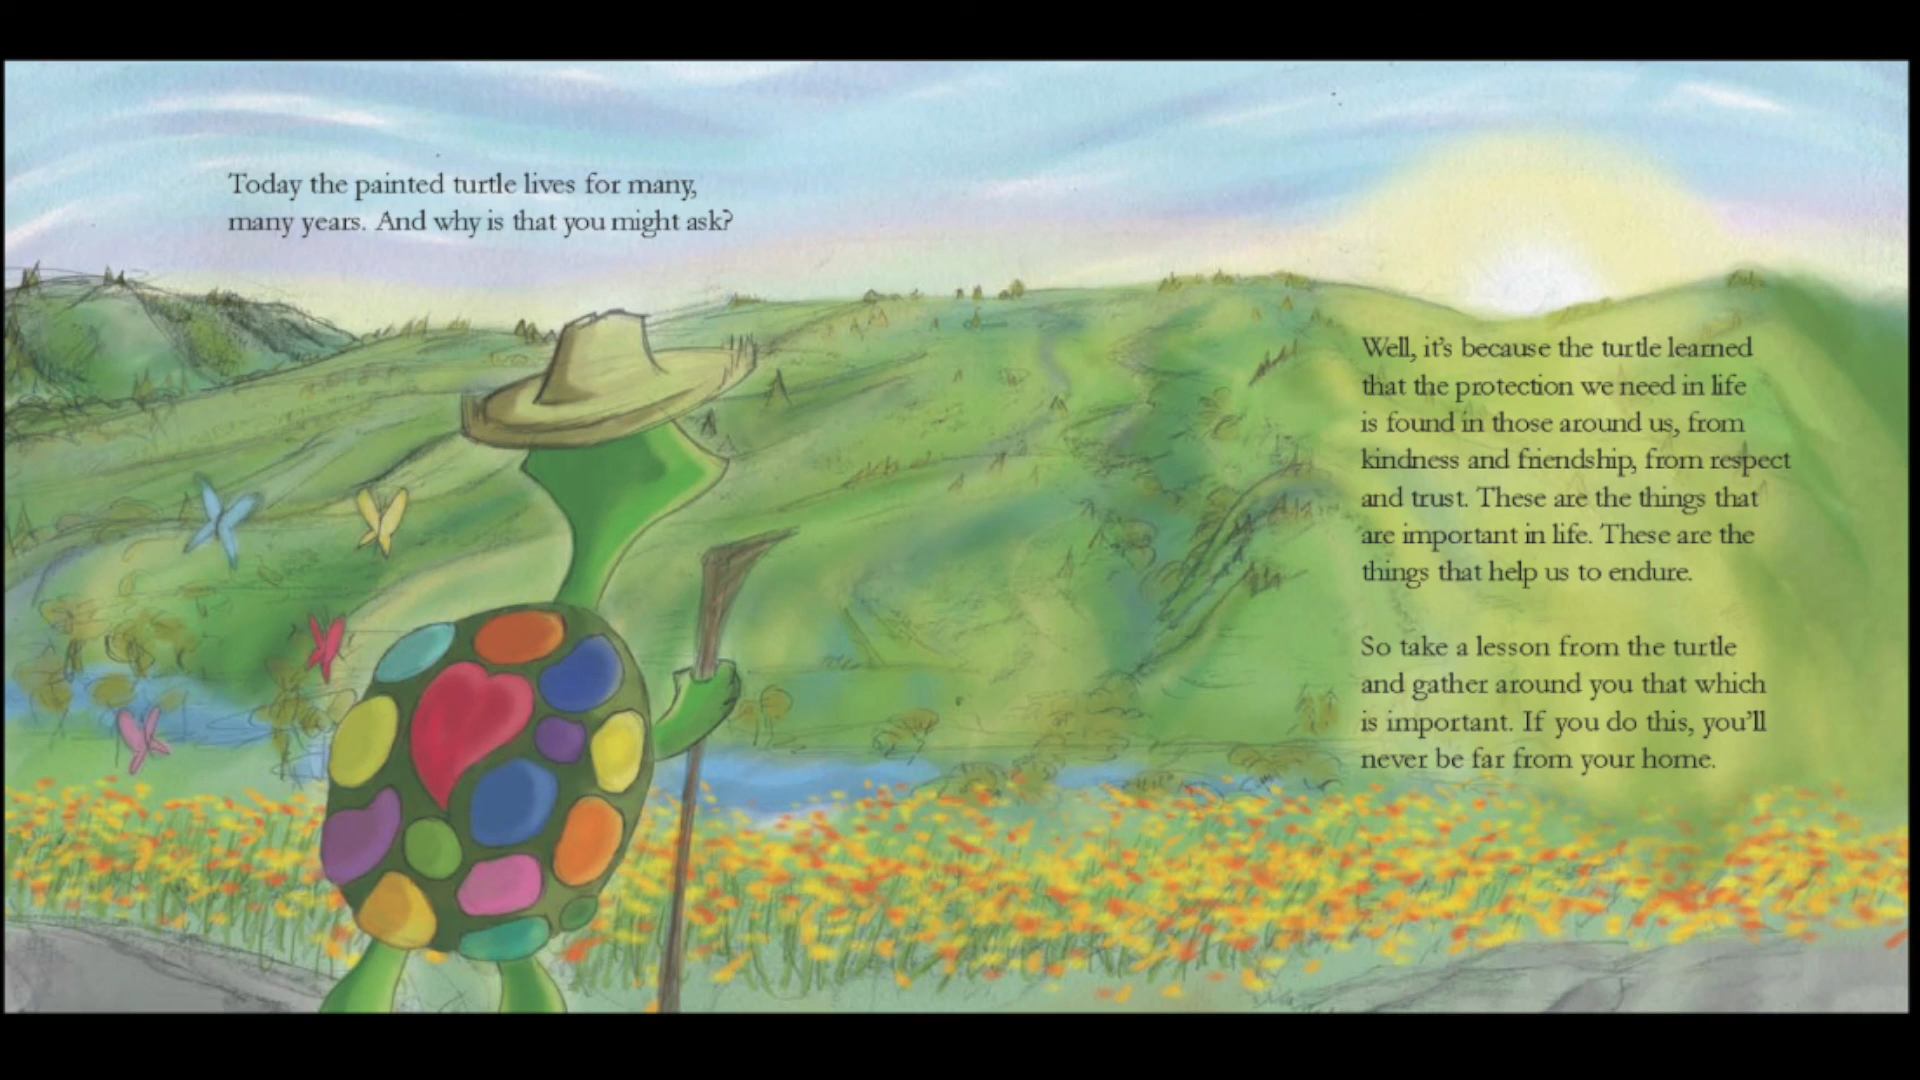 Today the painted turtle lives for many,
many years. And why is that you might ask?
Well, it's because the turtle learned
that the protection we need in life
is found in those around us, from
kindness and friendship, from respect
and trust. These are the things that
are important in life. These are the
things that help us to endure.
So take a lesson from the turtle
and gather around you that which
is important. If you do this, you'll
never be far from your home.